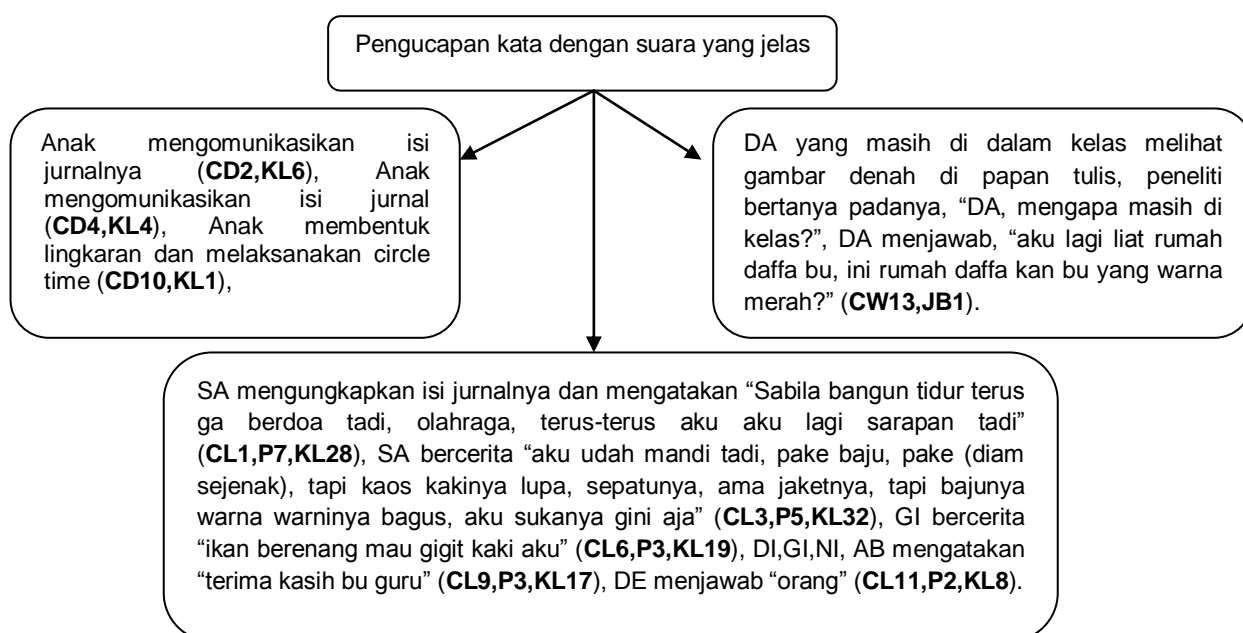 Pengucapan kata dengan suara yang jelas
Anak mengomunikasikan isi
jurnalnya (CD2,KL6), Anak
mengomunikasikan isi jurnal
(CD4,KL4), Anak membentuk
lingkaran dan melaksanakan circle
time (CD10,KL1),
DA yang masih di dalam kelas melihat
gambar denah di papan tulis, peneliti
bertanya padanya, “DA, mengapa masih di
kelas?”, DA menjawab, “aku lagi liat rumah
daffa bu, ini rumah daffa kan bu yang warna
merah?” (CW13,JB1).
SA mengungkapkan isi jurnalnya dan mengatakan “Sabila bangun tidur terus
ga berdoa tadi, olahraga, terus-terus aku aku lagi sarapan tadi”
(CL1,P7,KL28), SA bercerita “aku udah mandi tadi, pake baju, pake (diam
sejenak), tapi kaos kakinya lupa, sepatunya, ama jaketnya, tapi bajunya
warna warninya bagus, aku sukanya gini aja” (CL3,P5,KL32), GI bercerita
“ikan berenang mau gigit kaki aku” (CL6,P3,KL19), DI,GI,NI, AB mengatakan
“terima kasih bu guru” (CL9,P3,KL17), DE menjawab “orang” (CL11,P2,KL8).